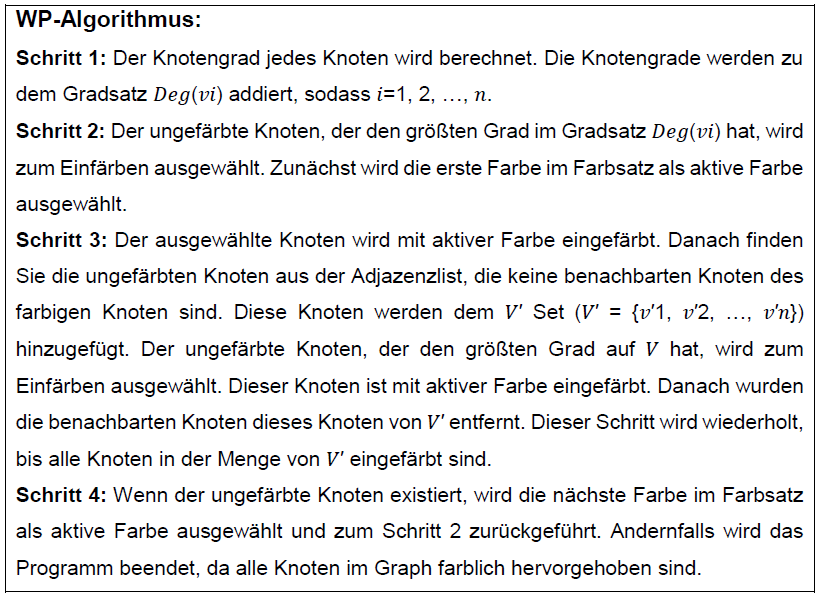 WP-Algorithmus:
Schritt 1: Der Knotengrad jedes Knoten wird berechnet. Die Knotengrade werden zu
dem Gradsatz Deg(vi) addiert, sodass i=1, 2, …, n.
Schritt 2: Der ungefärbte Knoten, der den größten Grad im Gradsatz Deg(vi) hat, wird
zum Einfärben ausgewählt. Zunächst wird die erste Farbe im Farbsatz als aktive Farbe
ausgewählt.
Schritt 3: Der ausgewählte Knoten wird mit aktiver Farbe eingefärbt. Danach finden
Sie die ungefärbten Knoten aus der Adjazenzlist, die keine benachbarten Knoten des
farbigen Knoten sind. Diese Knoten werden dem V′ Set (V′ = {v′1, v′2, …, v′n})
hinzugefügt. Der ungefärbte Knoten, der den größten Grad auf V hat, wird zum
Einfärben ausgewählt. Dieser Knoten ist mit aktiver Farbe eingefärbt. Danach wurden
die benachbarten Knoten dieses Knoten von V′ entfernt. Dieser Schritt wird wiederholt,
bis alle Knoten in der Menge von V′ eingefärbt sind.
Schritt 4: Wenn der ungefärbte Knoten existiert, wird die nächste Farbe im Farbsatz
als aktive Farbe ausgewählt und zum Schritt 2 zurückgeführt. Andernfalls wird das
Programm beendet, da alle Knoten im Graph farblich hervorgehoben sind.